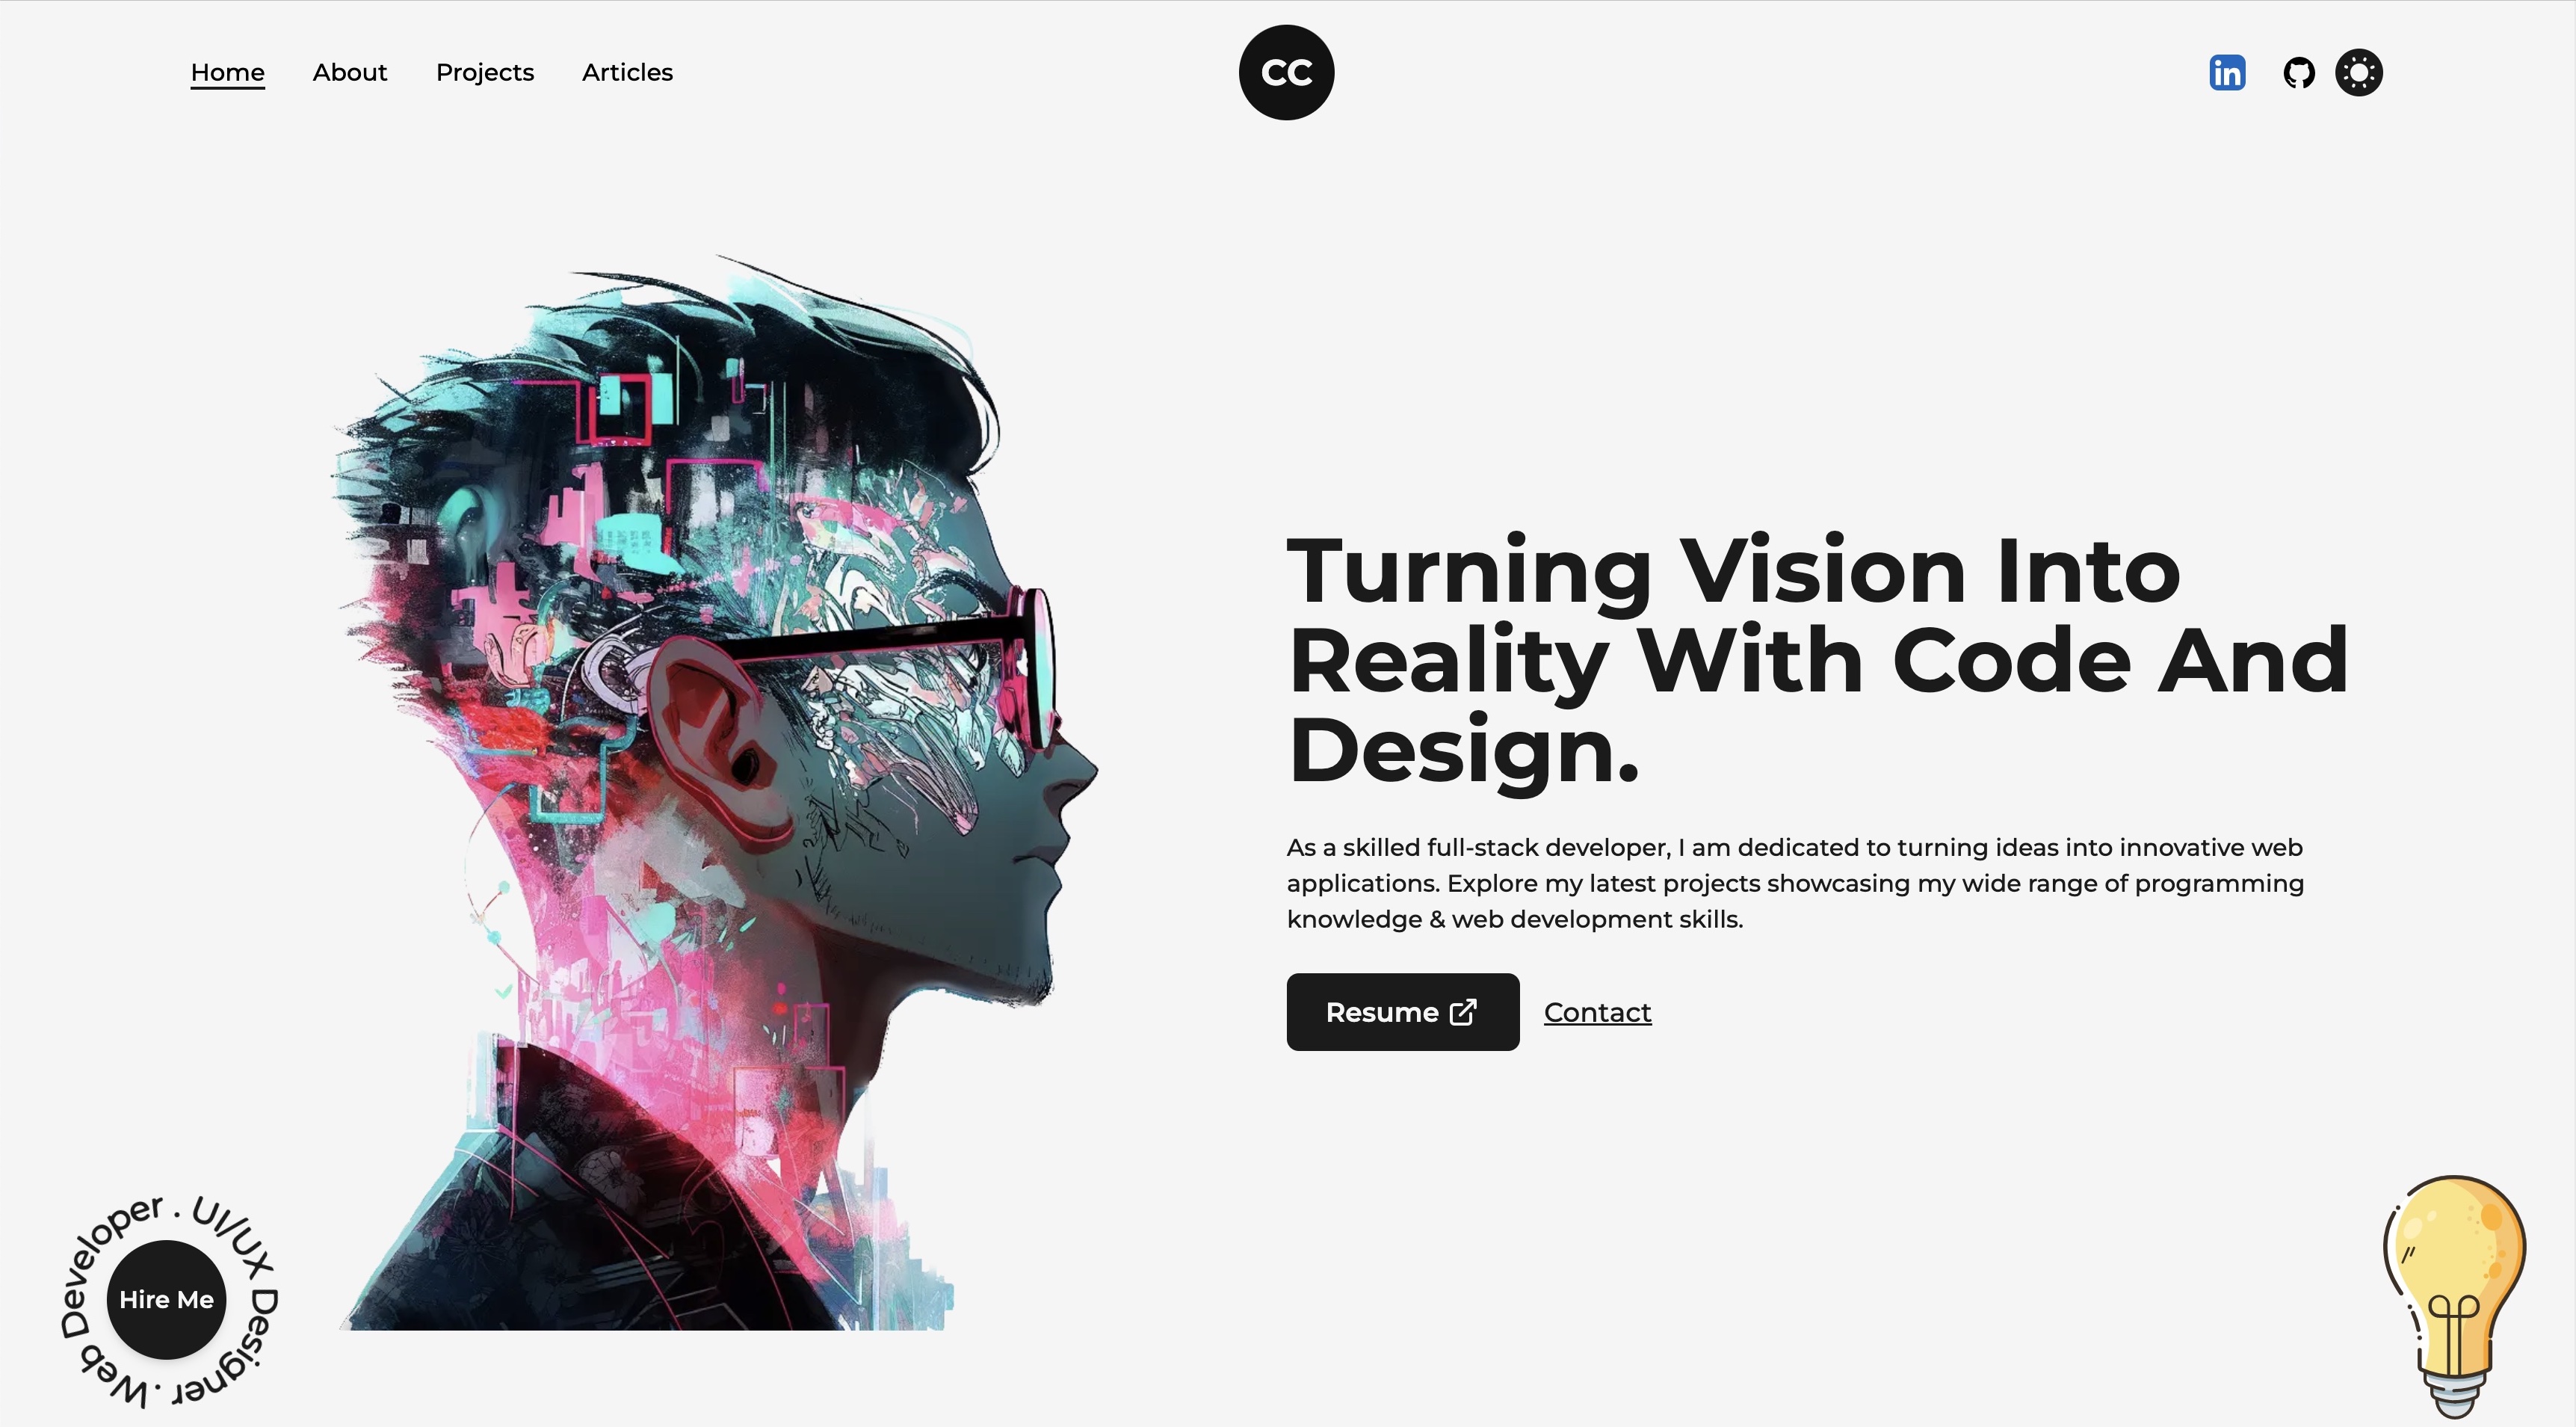 Home About Projects Articles
CC
in
Turning Vision Into
Reality With Code And
Design.
As a skilled full-stack developer, I am dedicated to turning ideas into innovative web
applications. Explore my latest projects showcasing my wide range of programming
knowledge & web development skills.
Resume Contact
Web Developer . UI/UX Designer .
Hire Me